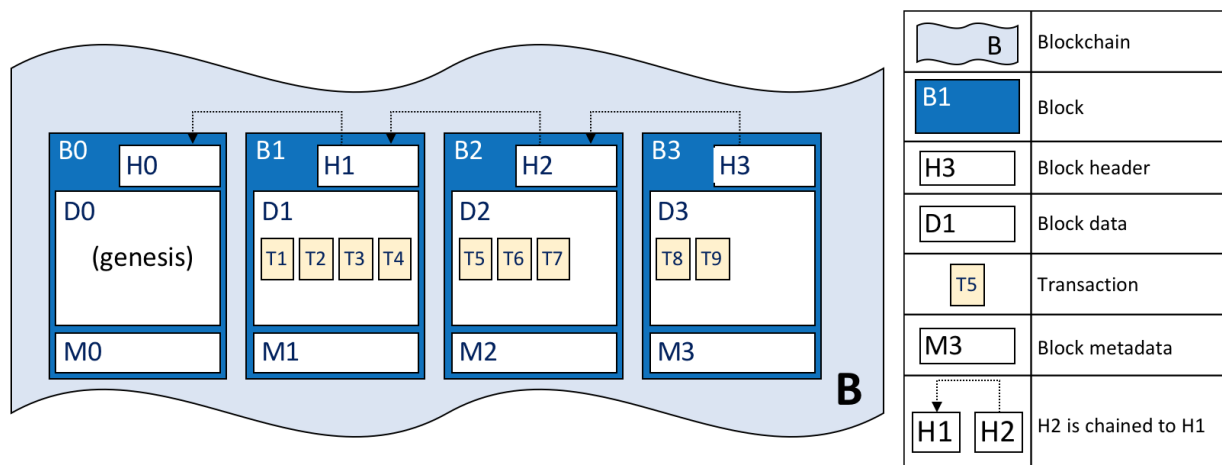 B0
H0
D0
(genesis)
M0
B1
H1
D1
T1 T2 T3 T4
M1
B2
H2
D2
T5 T6 T7
M2
B3
H3
D3
T8 T9
M3
B
B Blockchain
B1 Block
H3 Block header
D1 Block data
T5 Transaction
M3 Block metadata
H1 H2 H2 is chained to H1